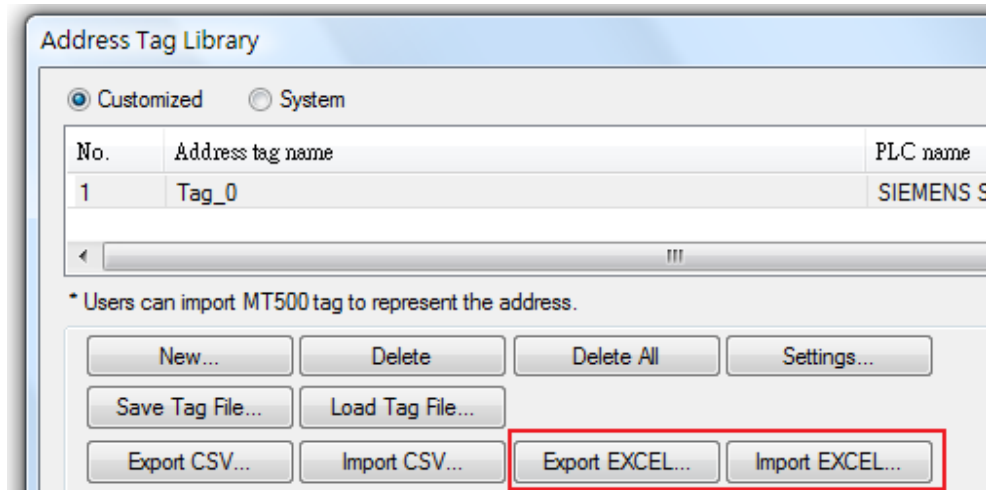 Address Tag Library
Customized System
No. Address tag name PLC name
1 Tag_0 SIEMENS S
* Users can import MT500 tag to represent the address.
New... Delete Delete All Settings...
Save Tag File... Load Tag File...
Export CSV... Import CSV... Export EXCEL... Import EXCEL...